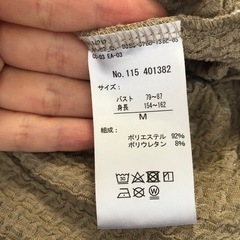 No.115 401382
サイズ:
バスト 79~87
身長 154~162
M
組成:
ポリエステル 92%
ポリウレタン 8%